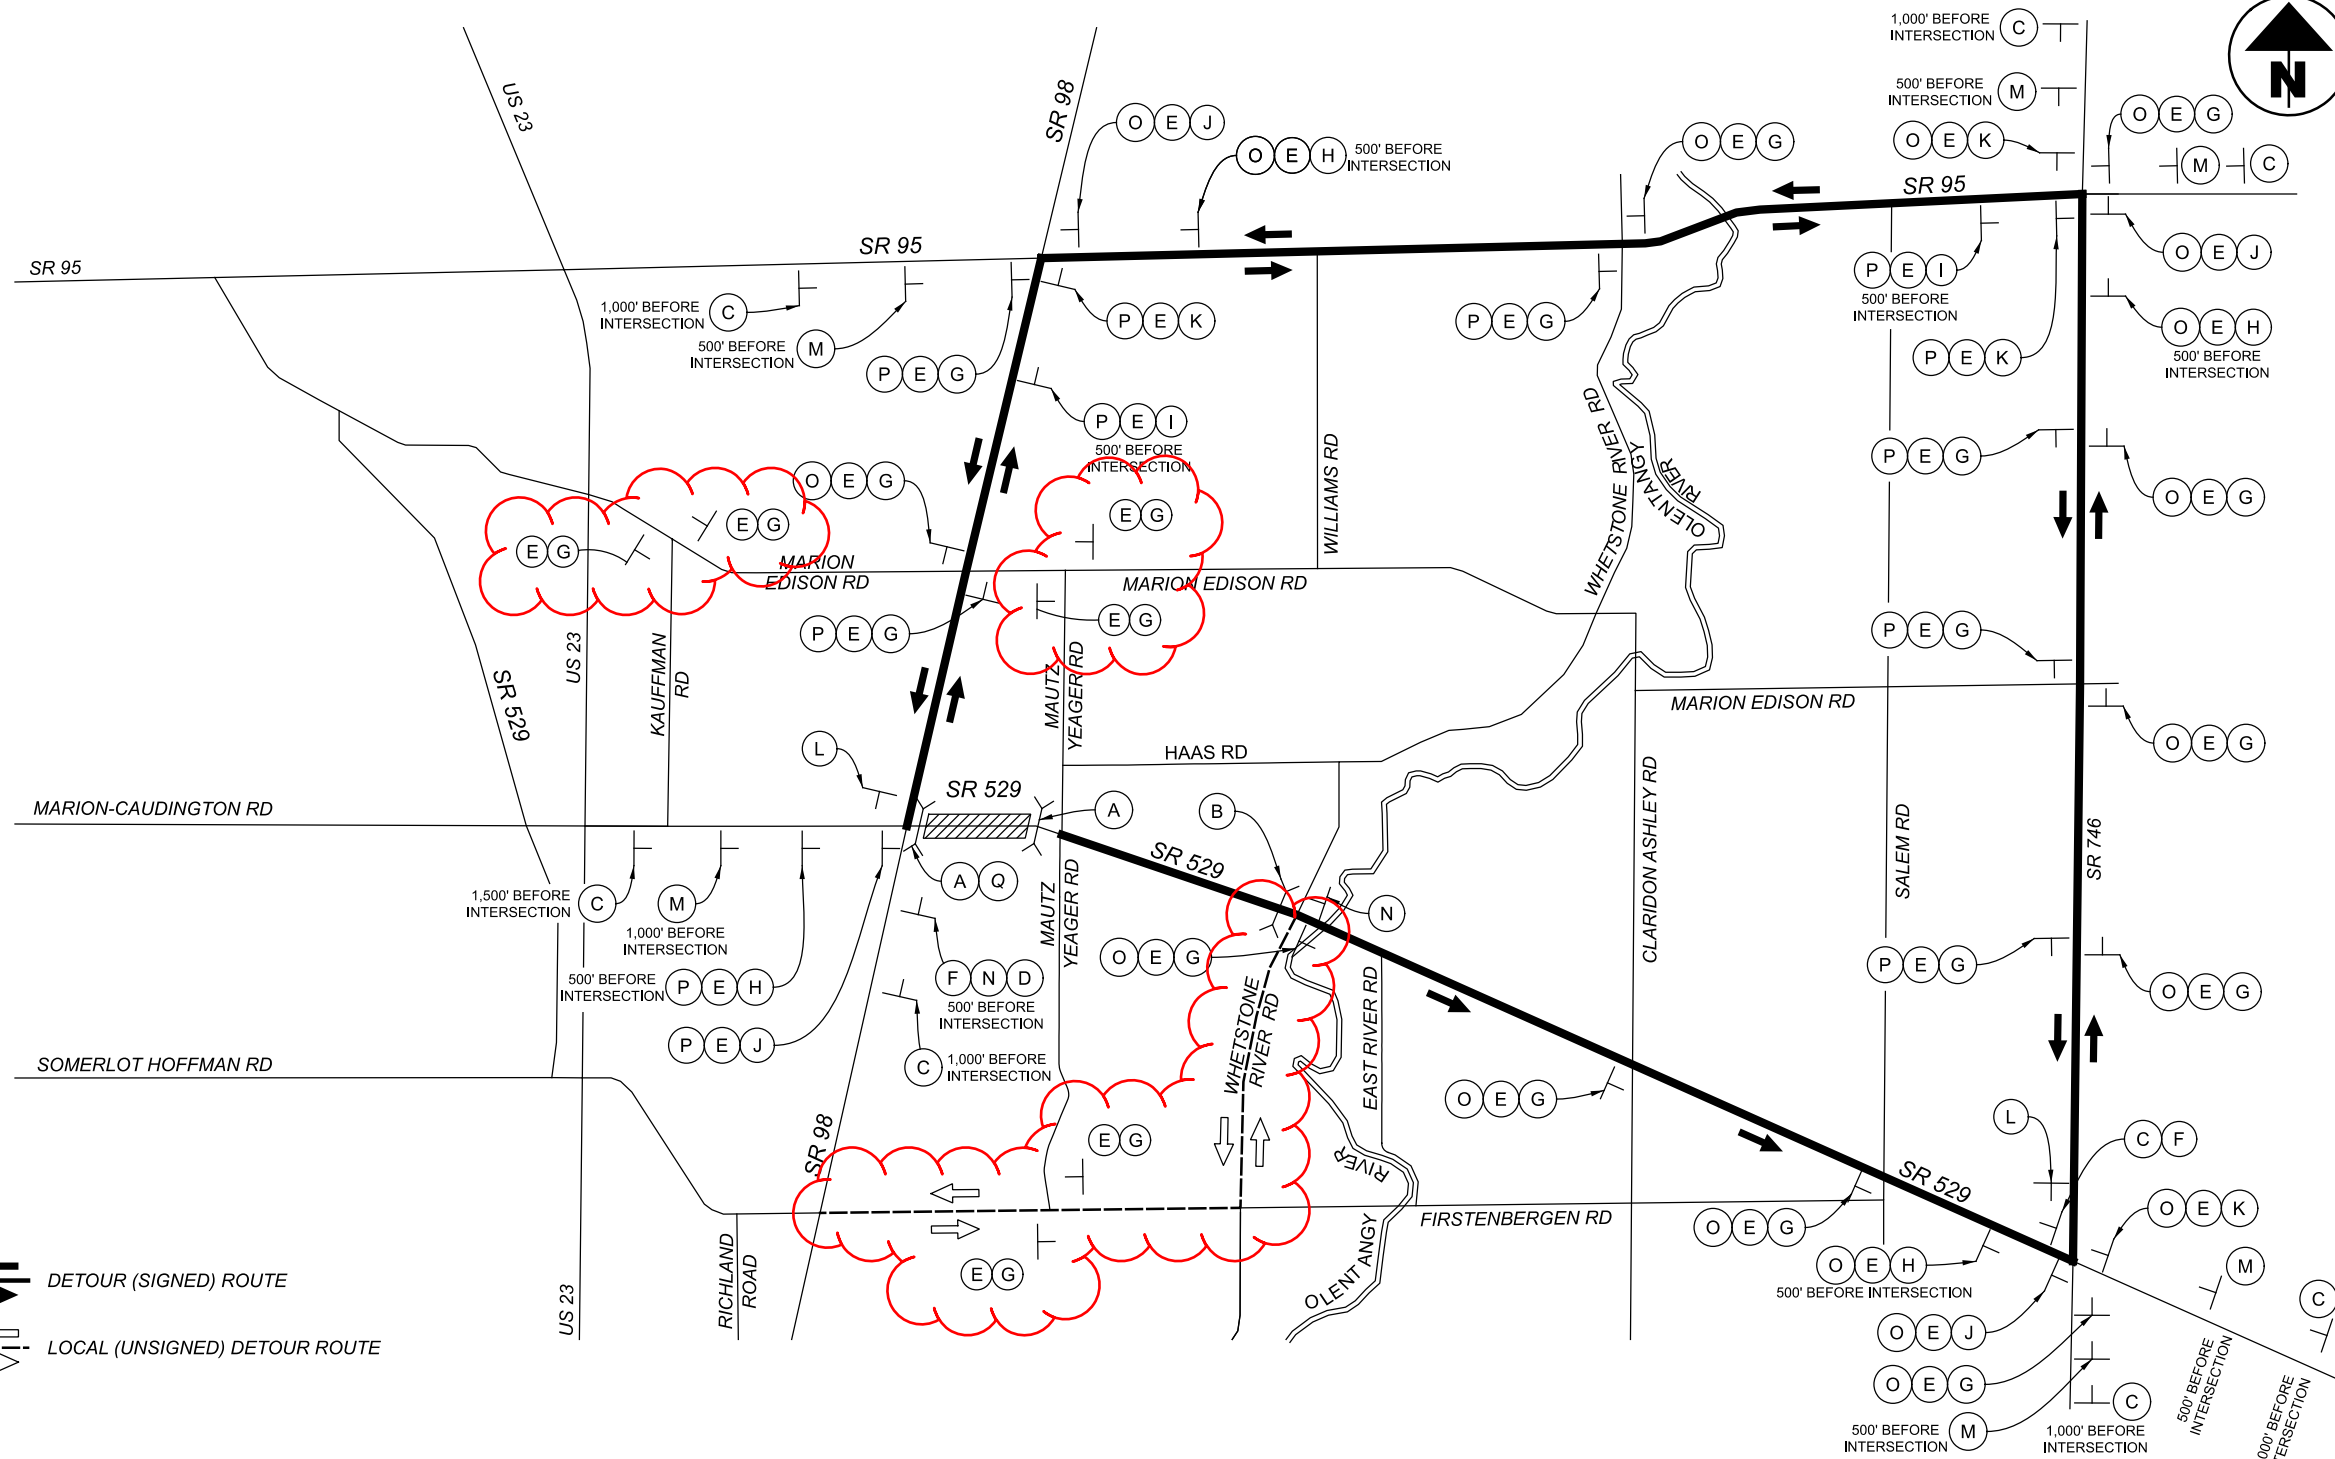 1,000' BEFORE
INTERSECTION
C
N
500' BEFORE
INTERSECTION
M
US 23
SR 98
O E J
O E H
500' BEFORE
INTERSECTION
O E G
O E K
O E G
M
C
SR 95
SR 95
SR 95
1,000' BEFORE
INTERSECTION
C
500' BEFORE
INTERSECTION
M
P E G
P E K
P E G
P E I
500' BEFORE
INTERSECTION
P E K
O E J
O E H
500' BEFORE
INTERSECTION
P E I
500' BEFORE
INTERSECTION
WILLIAMS RD
WHETSTONE RIVER RD
OLENTANGY
RIVER
P E G
O E G
O E G
E G
E G
E G
MARION
EDISON RD
MARION EDISON RD
E G
P E G
P E G
KAUFFMAN
RD
US 23
SR 529
MAUTZ
YEAGER RD
MARION EDISON RD
O E G
HAAS RD
L
SR 529
A
B
MARION-CAUDINGTON RD
CLARIDON ASHLEY RD
SALEM RD
SR 746
SR 529
A Q
1,500' BEFORE
INTERSECTION
C
M
1,000' BEFORE
INTERSECTION
MAUTZ
YEAGER RD
N
O E G
P E G
O E G
500' BEFORE
INTERSECTION
P E H
F N D
500' BEFORE
INTERSECTION
WHETSTONE
RIVER RD
EAST RIVER RD
P E J
C
1,000' BEFORE
INTERSECTION
SOMERLOT HOFFMAN RD
O E G
SR 98
E G
RIVER
L
C F
SR 529
O E K
FIRSTENBERGEN RD
O E G
OLENTANGY
RICHLAND
ROAD
E G
O E H
500' BEFORE INTERSECTION
M
C
DETOUR (SIGNED) ROUTE
US 23
O E J
LOCAL (UNSIGNED) DETOUR ROUTE
O E G
500' BEFORE
INTERSECTION
M
C
1,000' BEFORE
INTERSECTION
500' BEFORE
INTERSECTION
000' BEFORE
TERSECTION